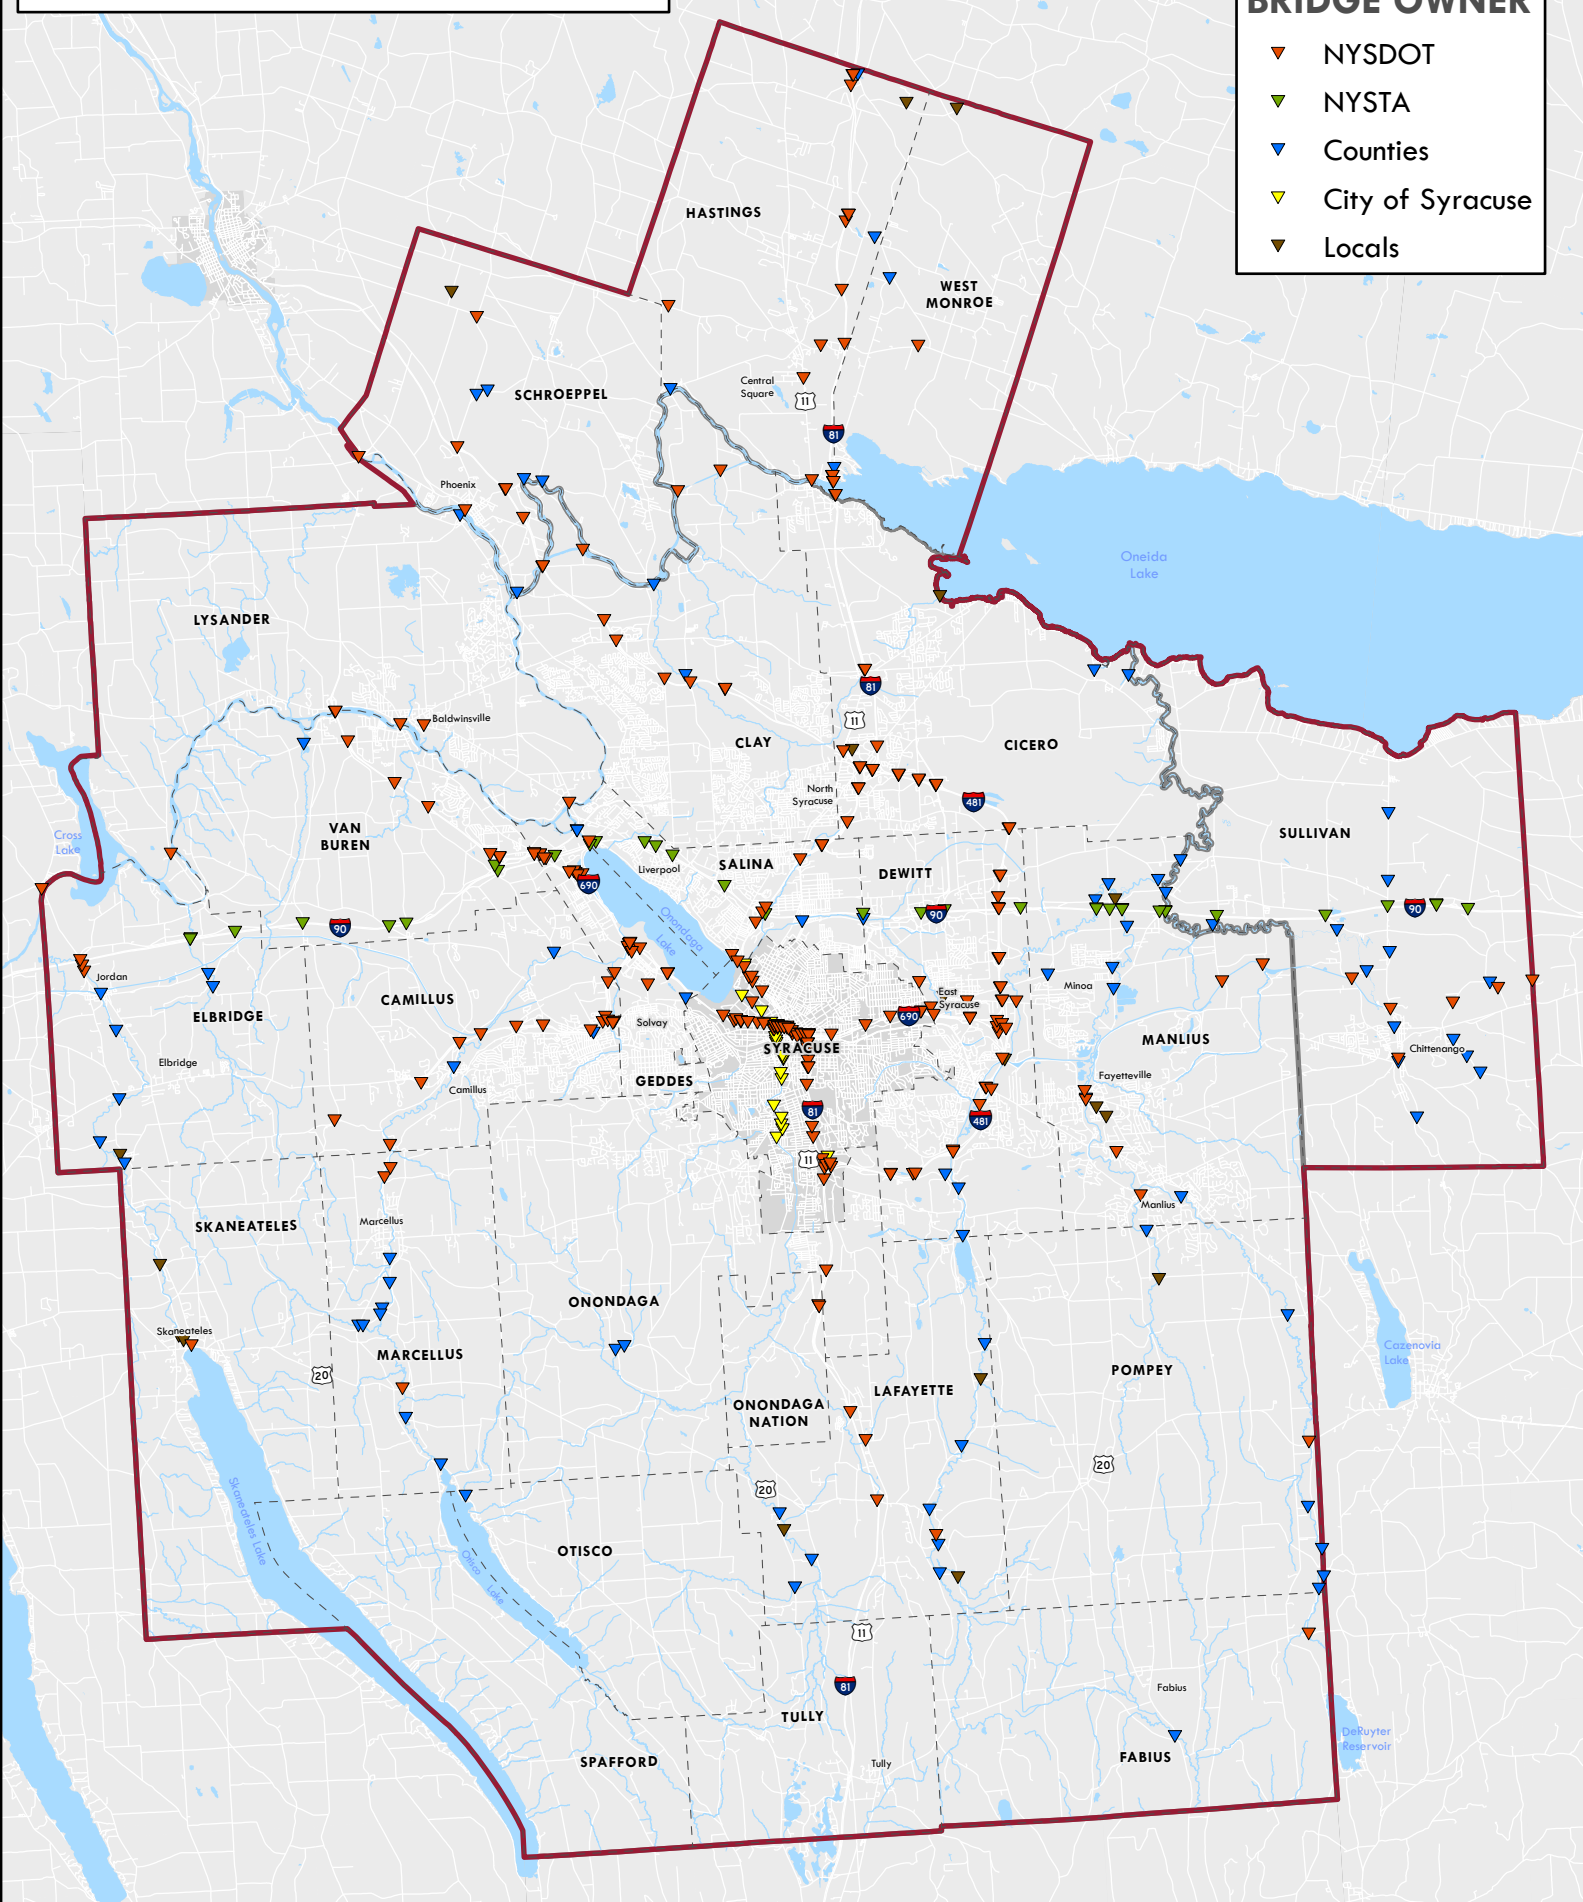 BRIDGE OWNER
NYSDOT
NYSTA
Counties
City of Syracuse
Locals
HASTINGS
WEST
MONROE
SCHROEPPEL
Central
Square
11
81
Phoenix
Oneida
Lake
LYSANDER
81
11
Baldwinsville
CLAY
CICERO
North
Syracuse
481
VAN
BUREN
Cross
Lake
SULLIVAN
Liverpool
SALINA
DEWITT
690
90
90
90
Onondaga
Lake
Jordan
CAMILLUS
ELBRIDGE
Minoa
East
Syracuse
690
Solvay
SYRACUSE
MANLIUS
Chittenango
Elbridge
Camillus
GEDDES
Fayetteville
81
481
11
Manlius
SKANEATELES
Marcellus
ONONDAGA
Skaneateles
MARCELLUS
20
Cazenovia
Lake
POMPEY
LAFAYETTE
ONONDAGA
NATION
20
20
Skaneateles Lake
OTISCO
Otisco
Lake
11
81
Fabius
TULLY
DeRuyter
Reservoir
SPAFFORD
Tully
FABIUS